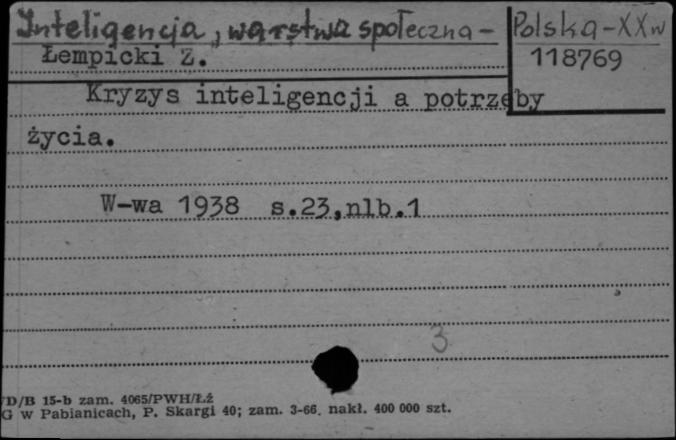 Inteligencja, warstwa społeczna- Polska-XXw
Łempicki Z. 118769
Kryzys inteligencji a potrzeby
życia.
W-wa 1938 s.23,nlb.1
3
D/B 15-b zam. 4065/PWH/Łź
G w Pabianicach, P. Skargi 40; zam. 3-66. nakł. 400 000 szt.